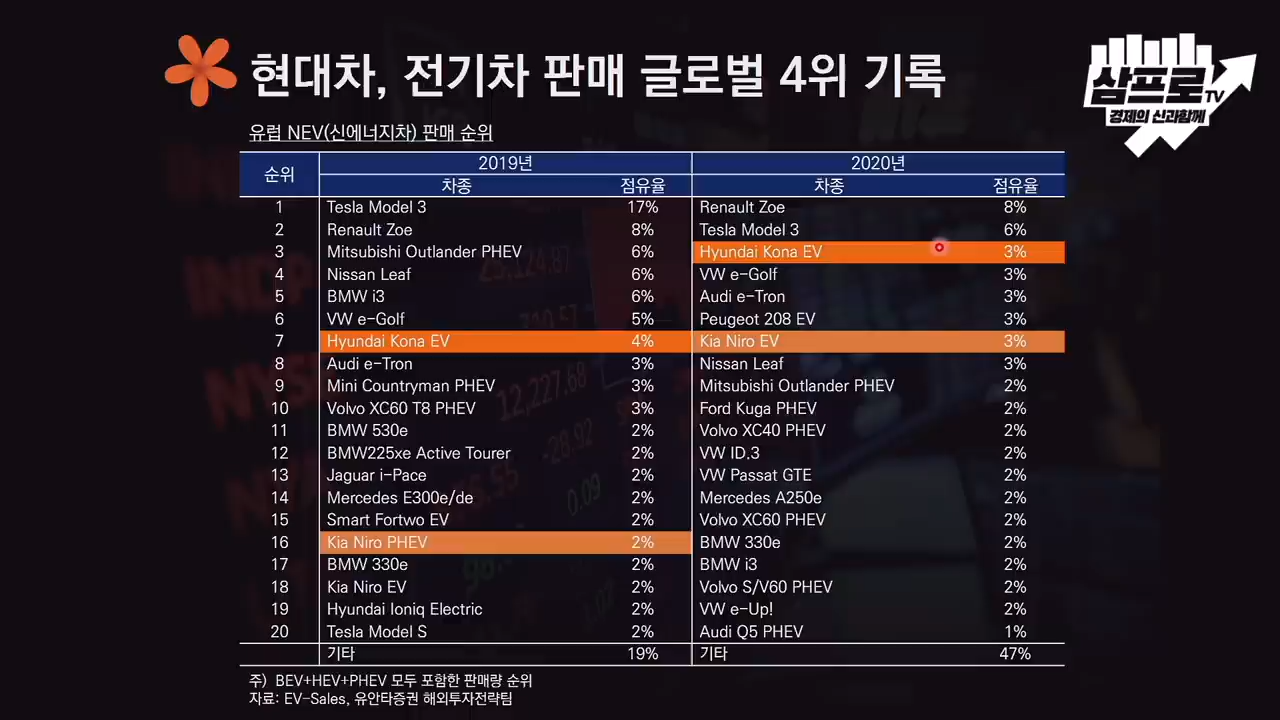 현대차, 전기차 판매 글로벌 4위 기록
삼프로TV
경제의 신과함께
유럽 NEV(신에너지차) 판매 순위
순위 2019년 2020년
차종 점유율 차종 점유율
1 Tesla Model 3 17% Renault Zoe 8%
2 Renault Zoe 8% Tesla Model 3 6%
3 Mitsubishi Outlander PHEV 6% Hyundai Kona EV 3%
4 Nissan Leaf 6% VW e-Golf 3%
5 BMW i3 6% Audi e-Tron 3%
6 VW e-Golf 5% Peugeot 208 EV 3%
7 Hyundai Kona EV 4% Kia Niro EV 3%
8 Audi e-Tron 3% Nissan Leaf 3%
9 Mini Countryman PHEV 3% Mitsubishi Outlander PHEV 2%
10 Volvo XC60 T8 PHEV 3% Ford Kuga PHEV 2%
11 BMW 530e 2% Volvo XC40 PHEV 2%
12 BMW225xe Active Tourer 2% VW ID.3 2%
13 Jaguar i-Pace 2% VW Passat GTE 2%
14 Mercedes E300e/de 2% Mercedes A250e 2%
15 Smart Fortwo EV 2% Volvo XC60 PHEV 2%
16 Kia Niro PHEV 2% BMW 330e 2%
17 BMW 330e 2% BMW i3 2%
18 Kia Niro EV 2% Volvo S/V60 PHEV 2%
19 Hyundai Ioniq Electric 2% VW e-Up! 2%
20 Tesla Model S 2% Audi Q5 PHEV 1%
기타 19% 기타 47%
주) BEV+HEV+PHEV 모두 포함한 판매량 순위
자료: EV-Sales, 유안타증권 해외투자전략팀